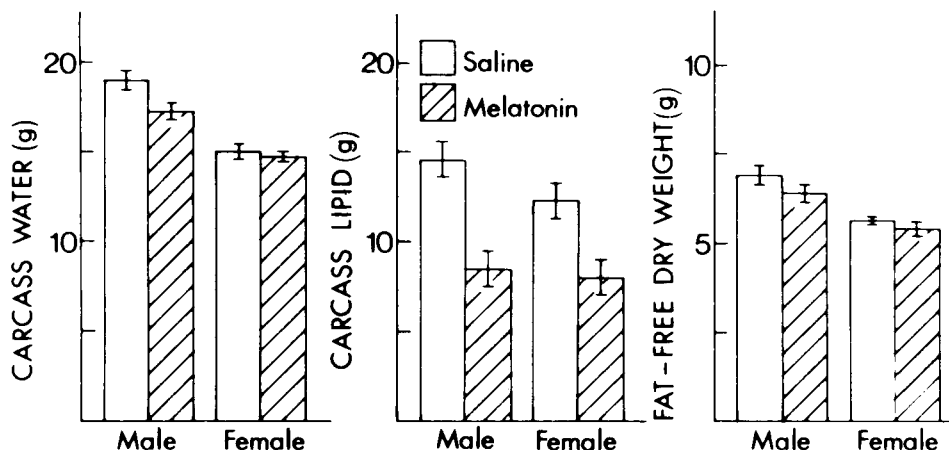 CARCASS WATER (g)
20
10
Male Female
CARCASS LIPID (g)
20
10
Saline
Melatonin
Male Female
FAT-FREE DRY WEIGHT (g)
10
5
Male Female